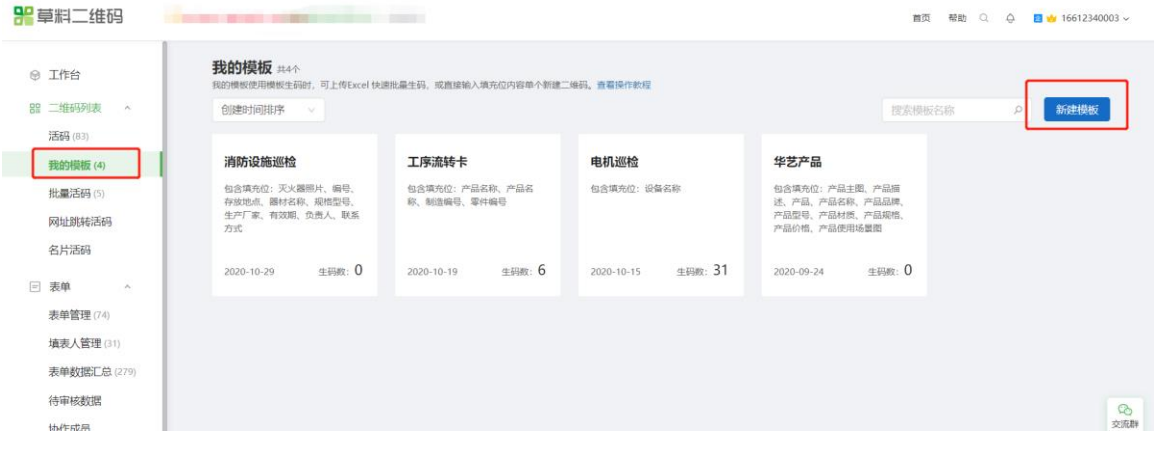 草料二维码
首页 帮助 16612340003
工作台
二维码列表
活码 (83)
我的模板 (4)
批量活码 (5)
网址跳转活码
名片活码
表单
表单管理 (74)
填表人管理 (31)
表单数据汇总 (279)
待审核数据
协作成员
我的模板 共4个
我的模板使用模板生码时，可上传Excel 快速批量生码，或直接输入填充位内容单个新建二维码。查看操作教程
创建时间排序
搜索模板名称
新建模板
消防设施巡检
包含填充位：灭火器照片、编号、
存放地点、器材名称、规格型号、
生产厂家、有效期、负责人、联系
方式
2020-10-29 生码数：0
工序流转卡
包含填充位：产品名称、产品名
称、制造编号、零件编号
2020-10-19 生码数：6
电机巡检
包含填充位：设备名称
2020-10-15 生码数：31
华艺产品
包含填充位：产品主图、产品描
述、产品、产品名称、产品品牌、
产品型号、产品材质、产品规格、
产品价格、产品使用场景图
2020-09-24 生码数：0
交流群